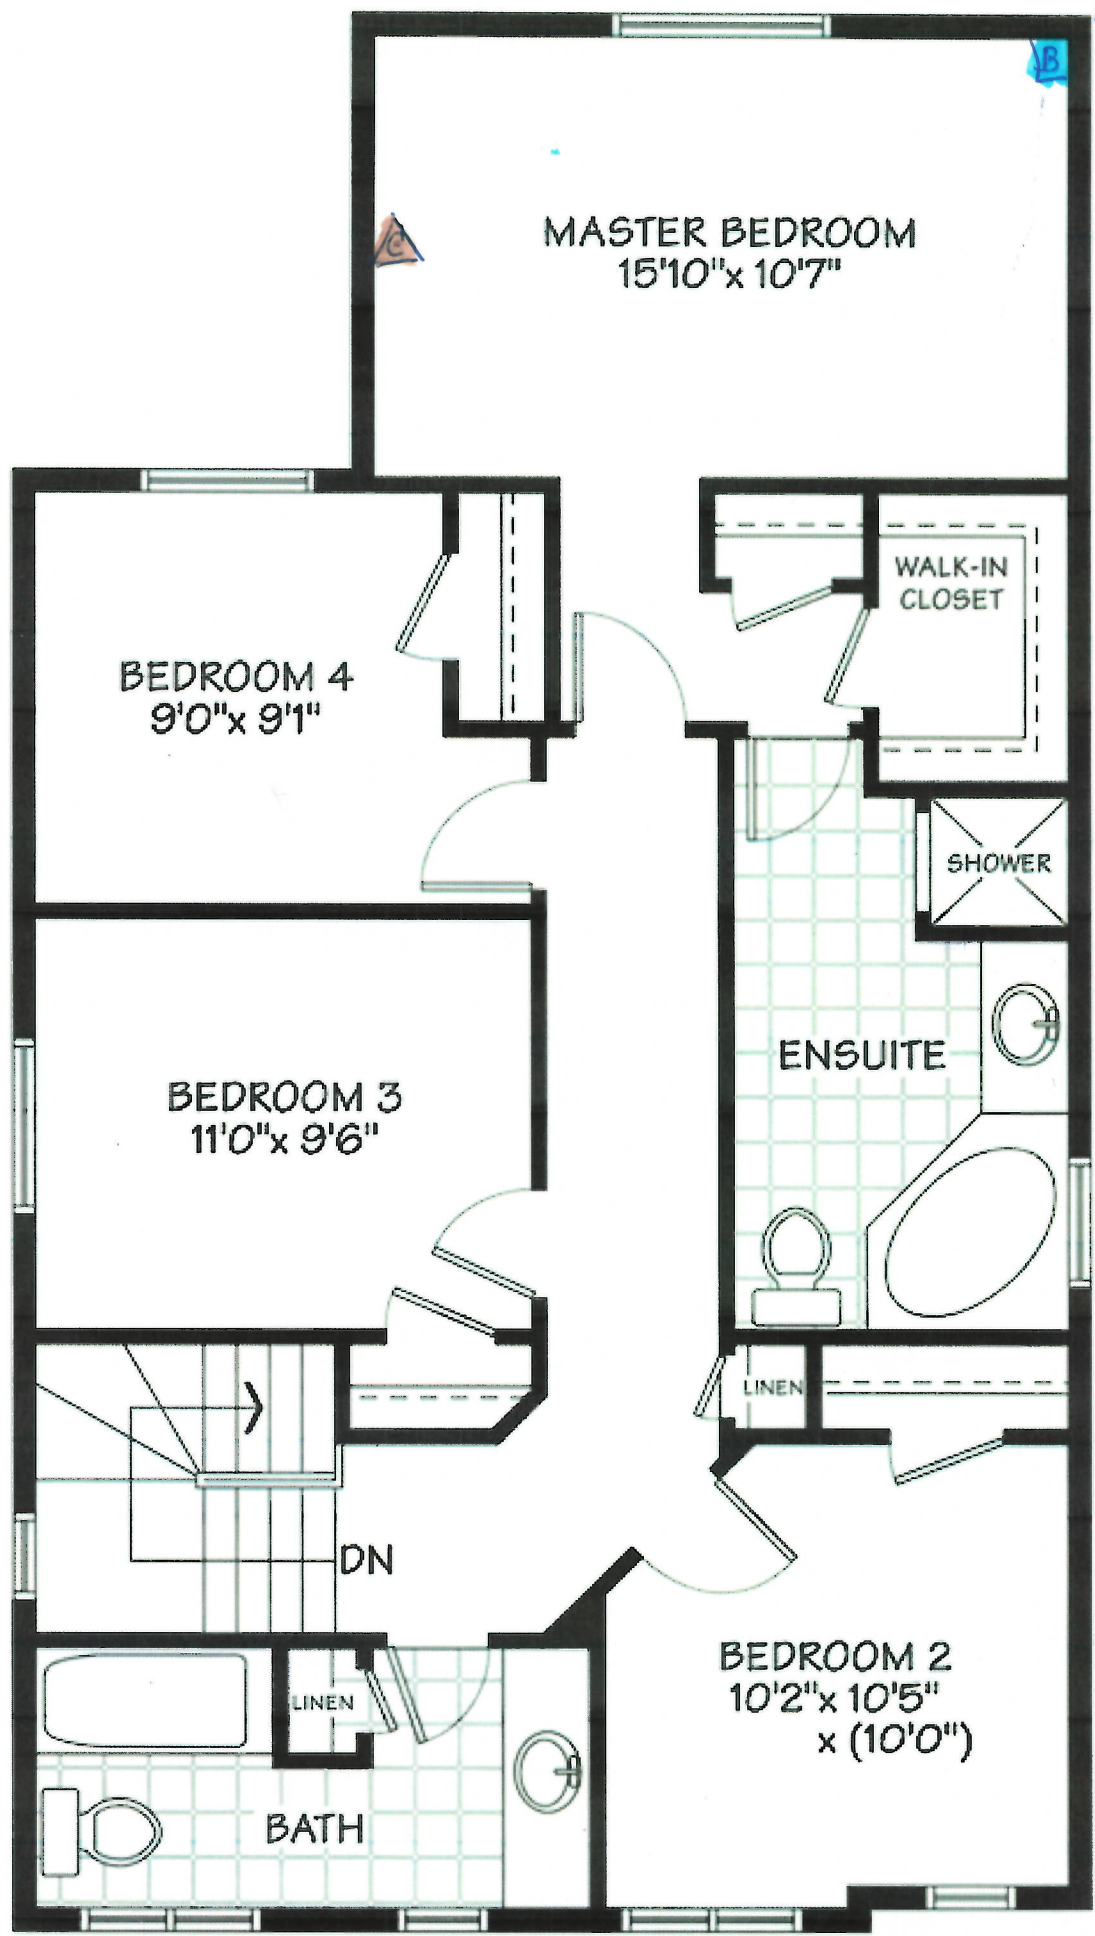 B
C
MASTER BEDROOM
15'10"x 10'7"
WALK-IN
CLOSET
BEDROOM 4
9'0"x 9'1"
SHOWER
ENSUITE
BEDROOM 3
11'0"x 9'6"
LINEN
DN
BEDROOM 2
10'2"x 10'5"
x (10'0")
LINEN
BATH